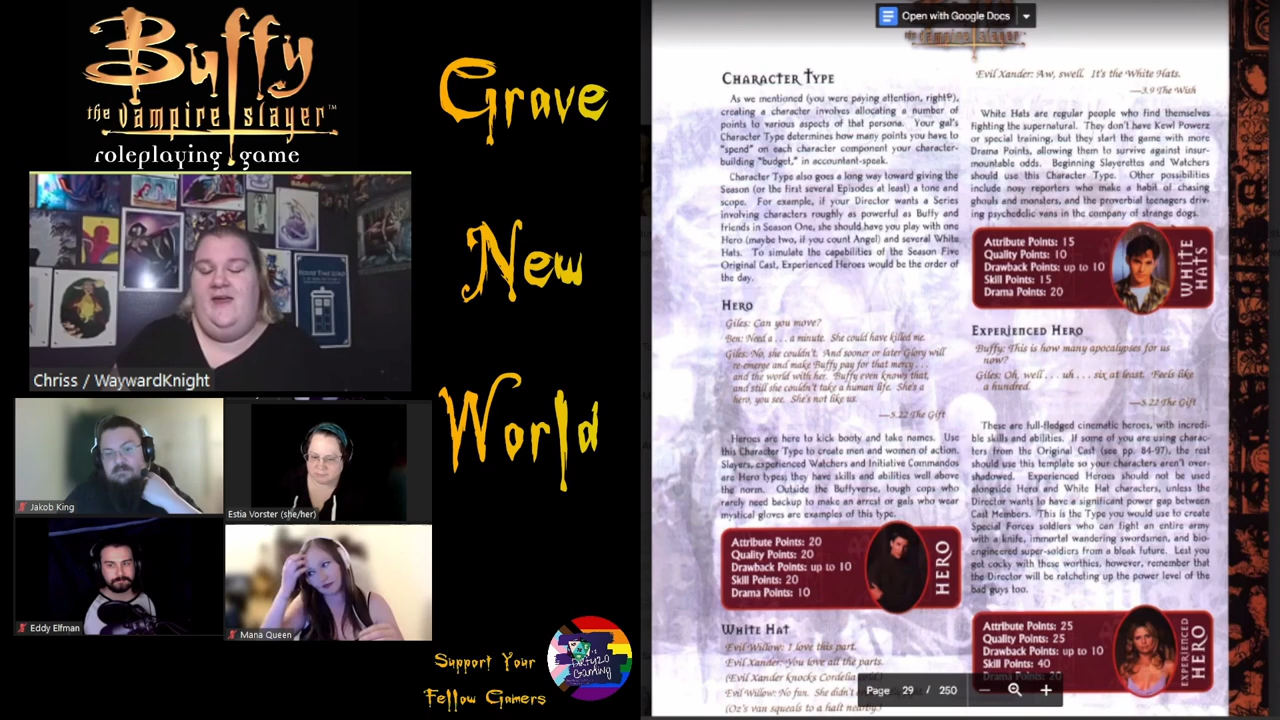 Buffy
the vampire slayer™
roleplaying game
Chriss / WaywardKnight
Jakob King
Estia Vorster (she/her)
Eddy Elfman
Mana Queen
Grave
New
World
Support Your
Fellow Gamers
Open with Google Docs
Character Type
As we mentioned (you were paying attention, right?),
creating a character involves allocating a number of
points to various aspects of that persona. Your gal's
Character Type determines how many points you have to
"spend" on each character component your character-
building "budget," in accountant-speak.
Character Type also goes a long way toward giving the
Season (or the first several Episodes at least) a tone and
scope. For example, if your Director wants a Series
involving characters roughly as powerful as Buffy and
friends in Season One, she should have you play with one
Hero (maybe two, if you count Angel) and several White
Hats. To simulate the capabilities of the Season Five
Original Cast, Experienced Heroes would be the order of
the day.
Hero
Giles: Can you move?
Ben: Need a . . . a minute. She could have killed me.
Giles: No, she couldn't. And sooner or later Glory will
re-emerge and make Buffy pay for that mercy . . .
and the world with her. Buffy even knows that,
and still she couldn't take a human life. She's a
hero, you see. She's not like us.
—5.22 The Gift
Heroes are here to kick booty and take names. Use
this Character Type to create men and women of action.
Slayers, experienced Watchers and Initiative Commandos
are Hero types; they have skills and abilities well above
the norm. Outside the Buffyverse, tough cops who
rarely need backup to make an arrest or gals who wear
mystical gloves are examples of this type.
Attribute Points: 20
Quality Points: 20
Drawback Points: up to 10
Skill Points: 20
Drama Points: 10
HERO
White Hat
Evil Willow: I love this part.
Evil Xander: You love all the parts.
(Evil Xander knocks Cordelia cold.)
Evil Willow: No fun. She didn't
(Oz's van squeals to a halt nearby.)
Evil Xander: Aw, swell. It's the White Hats.
—3.9 The Wish
White Hats are regular people who find themselves
fighting the supernatural. They don't have Kewl Powerz
or special training, but they start the game with more
Drama Points, allowing them to survive against insur-
mountable odds. Beginning Slayerettes and Watchers
should use this Character Type. Other possibilities
include nosy reporters who make a habit of chasing
ghouls and monsters, and the proverbial teenagers driv-
ing psychedelic vans in the company of strange dogs.
Attribute Points: 15
Quality Points: 10
Drawback Points: up to 10
Skill Points: 15
Drama Points: 20
WHITE HATS
Experienced Hero
Buffy: This is how many apocalypses for us
now?
Giles: Oh, well . . . uh . . . six at least. Feels like
a hundred.
—5.22 The Gift
These are full-fledged cinematic heroes, with incredi-
ble skills and abilities. If some of you are using charac-
ters from the Original Cast (see pp. 84-97), the rest
should use this template so your characters aren't over-
shadowed. Experienced Heroes should not be used
alongside Hero and White Hat characters, unless the
Director wants to have a significant power gap between
Cast Members. This is the Type you would use to create
Special Forces soldiers who can fight an entire army
with a knife, immortal wandering swordsmen, and bio-
engineered super-soldiers from a bleak future. Lest you
get cocky with these worthies, however, remember that
the Director will be ratcheting up the power level of the
bad guys too.
Attribute Points: 25
Quality Points: 25
Drawback Points: up to 10
Skill Points: 40
Drama Points: 20
EXPERIENCED HERO
Page 29 / 250